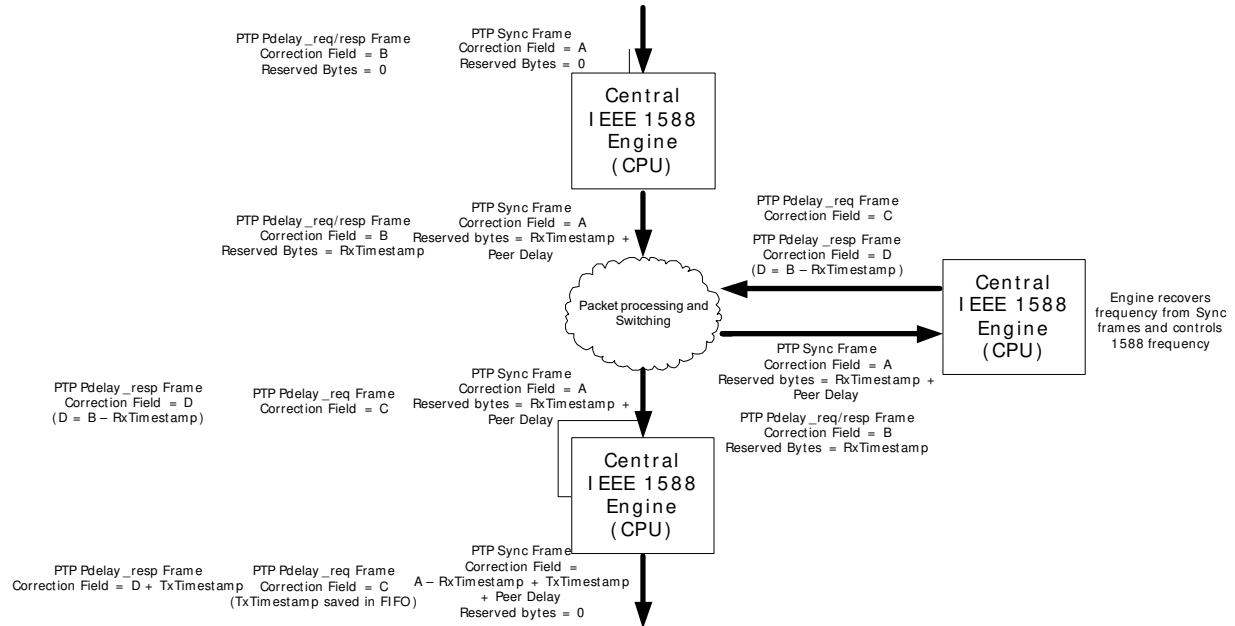 PTP Pdelay_req/resp Frame
Correction Field = B
Reserved Bytes = 0
PTP Sync Frame
Correction Field = A
Reserved Bytes = 0
Central
IEEE 1588
Engine
(CPU)
PTP Pdelay_req/resp Frame
Correction Field = B
Reserved Bytes = RxTimestamp
PTP Sync Frame
Correction Field = A
Reserved bytes = RxTimestamp +
Peer Delay
PTP Pdelay_req Frame
Correction Field = C
PTP Pdelay_resp Frame
Correction Field = D
(D = B – RxTimestamp)
Packet processing and
Switching
Central
IEEE 1588
Engine
(CPU)
Engine recovers
frequency from Sync
frames and controls
1588 frequency
PTP Sync Frame
Correction Field = A
Reserved bytes = RxTimestamp +
Peer Delay
PTP Pdelay_req/resp Frame
Correction Field = B
Reserved Bytes = RxTimestamp
PTP Pdelay_resp Frame
Correction Field = D
(D = B – RxTimestamp)
PTP Pdelay_req Frame
Correction Field = C
PTP Sync Frame
Correction Field = A
Reserved bytes = RxTimestamp +
Peer Delay
Central
IEEE 1588
Engine
(CPU)
PTP Pdelay_resp Frame
Correction Field = D + TxTimestamp
PTP Pdelay_req Frame
Correction Field = C
(TxTimestamp saved in FIFO)
PTP Sync Frame
Correction Field =
A – RxTimestamp + TxTimestamp
+ Peer Delay
Reserved bytes = 0